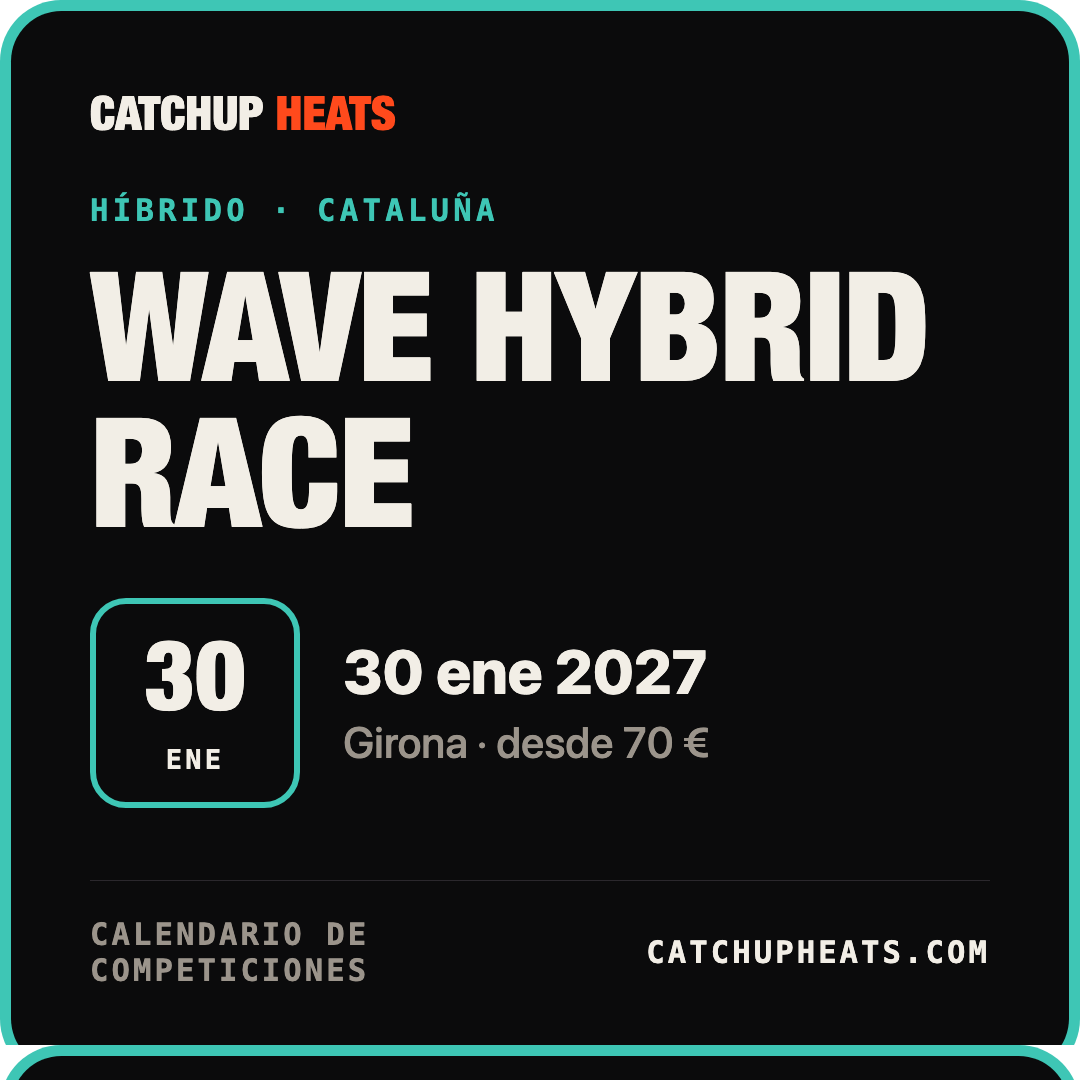 CATCHUP HEATS
HÍBRIDO · CATALUÑA
WAVE HYBRID
RACE
30
ENE
30 ene 2027
Girona · desde 70 €
CALENDARIO DE
COMPETICIONES
CATCHUPHEATS.COM